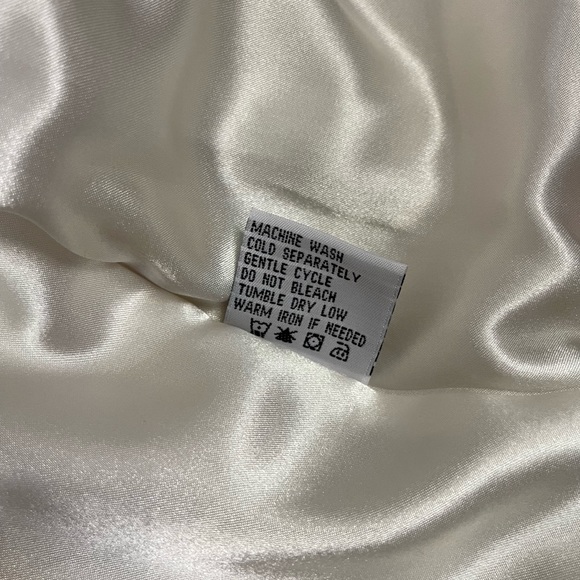 MACHINE WASH
COLD SEPARATELY
GENTLE CYCLE
DO NOT BLEACH
TUMBLE DRY LOW
WARM IRON IF NEEDED